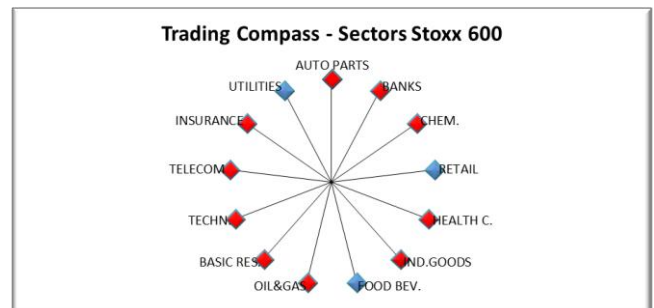 Trading Compass - Sectors Stoxx 600
AUTO PARTS
BANKS
CHEM.
RETAIL
HEALTH C.
IND.GOODS
FOOD BEV.
OIL&GAS
BASIC RES.
TECHN.
TELECOM
INSURANCE
UTILITIES